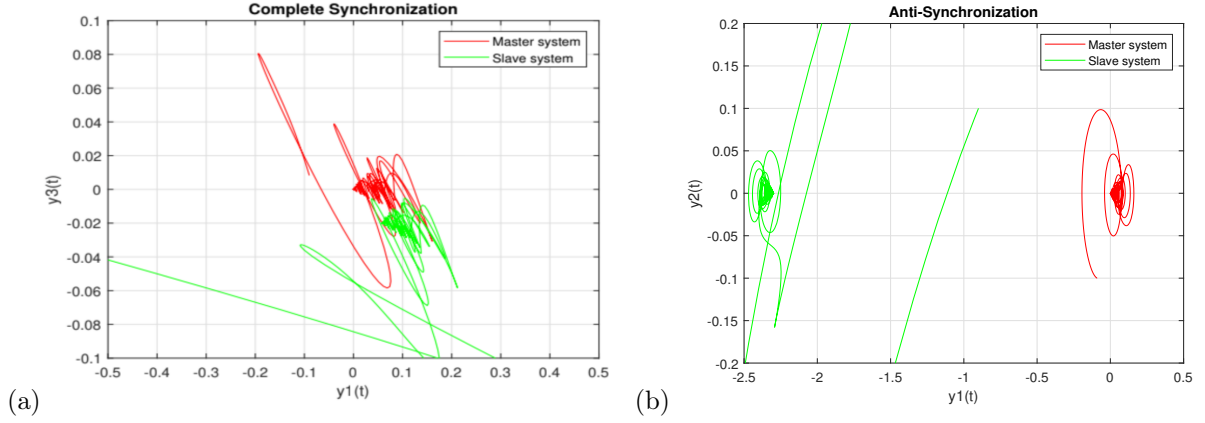 Complete Synchronization
Master system
Slave system
0.1
0.08
0.06
0.04
0.02
0
-0.02
-0.04
-0.06
-0.08
-0.1
y3(t)
-0.5 -0.4 -0.3 -0.2 -0.1 0 0.1 0.2 0.3 0.4 0.5
y1(t)
(a)
Anti-Synchronization
Master system
Slave system
0.2
0.15
0.1
0.05
0
-0.05
-0.1
-0.15
-0.2
y2(t)
-2.5 -2 -1.5 -1 -0.5 0 0.5
y1(t)
(b)